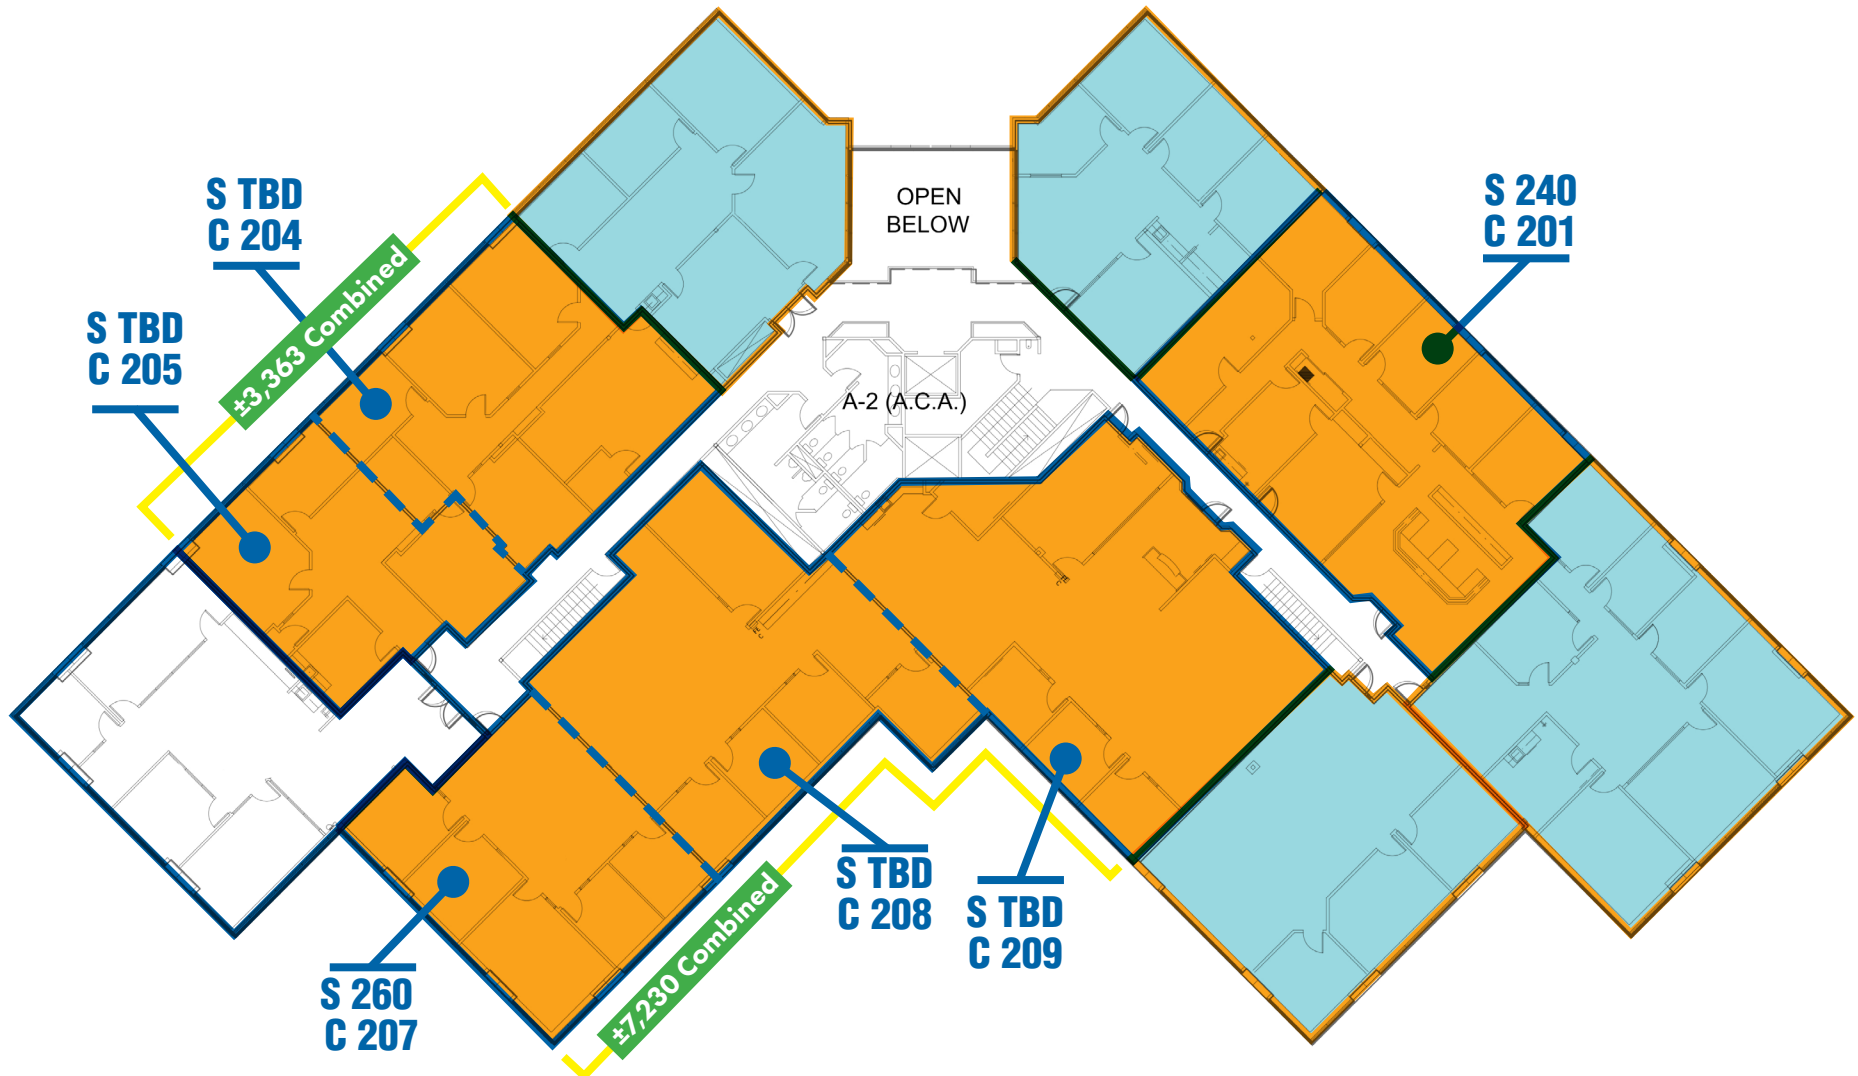 S TBD
C 204
S TBD
C 205
±3,363 Combined
OPEN
BELOW
S 240
C 201
A-2 (A.C.A.)
S TBD
C 208
S TBD
C 209
±7,230 Combined
S 260
C 207